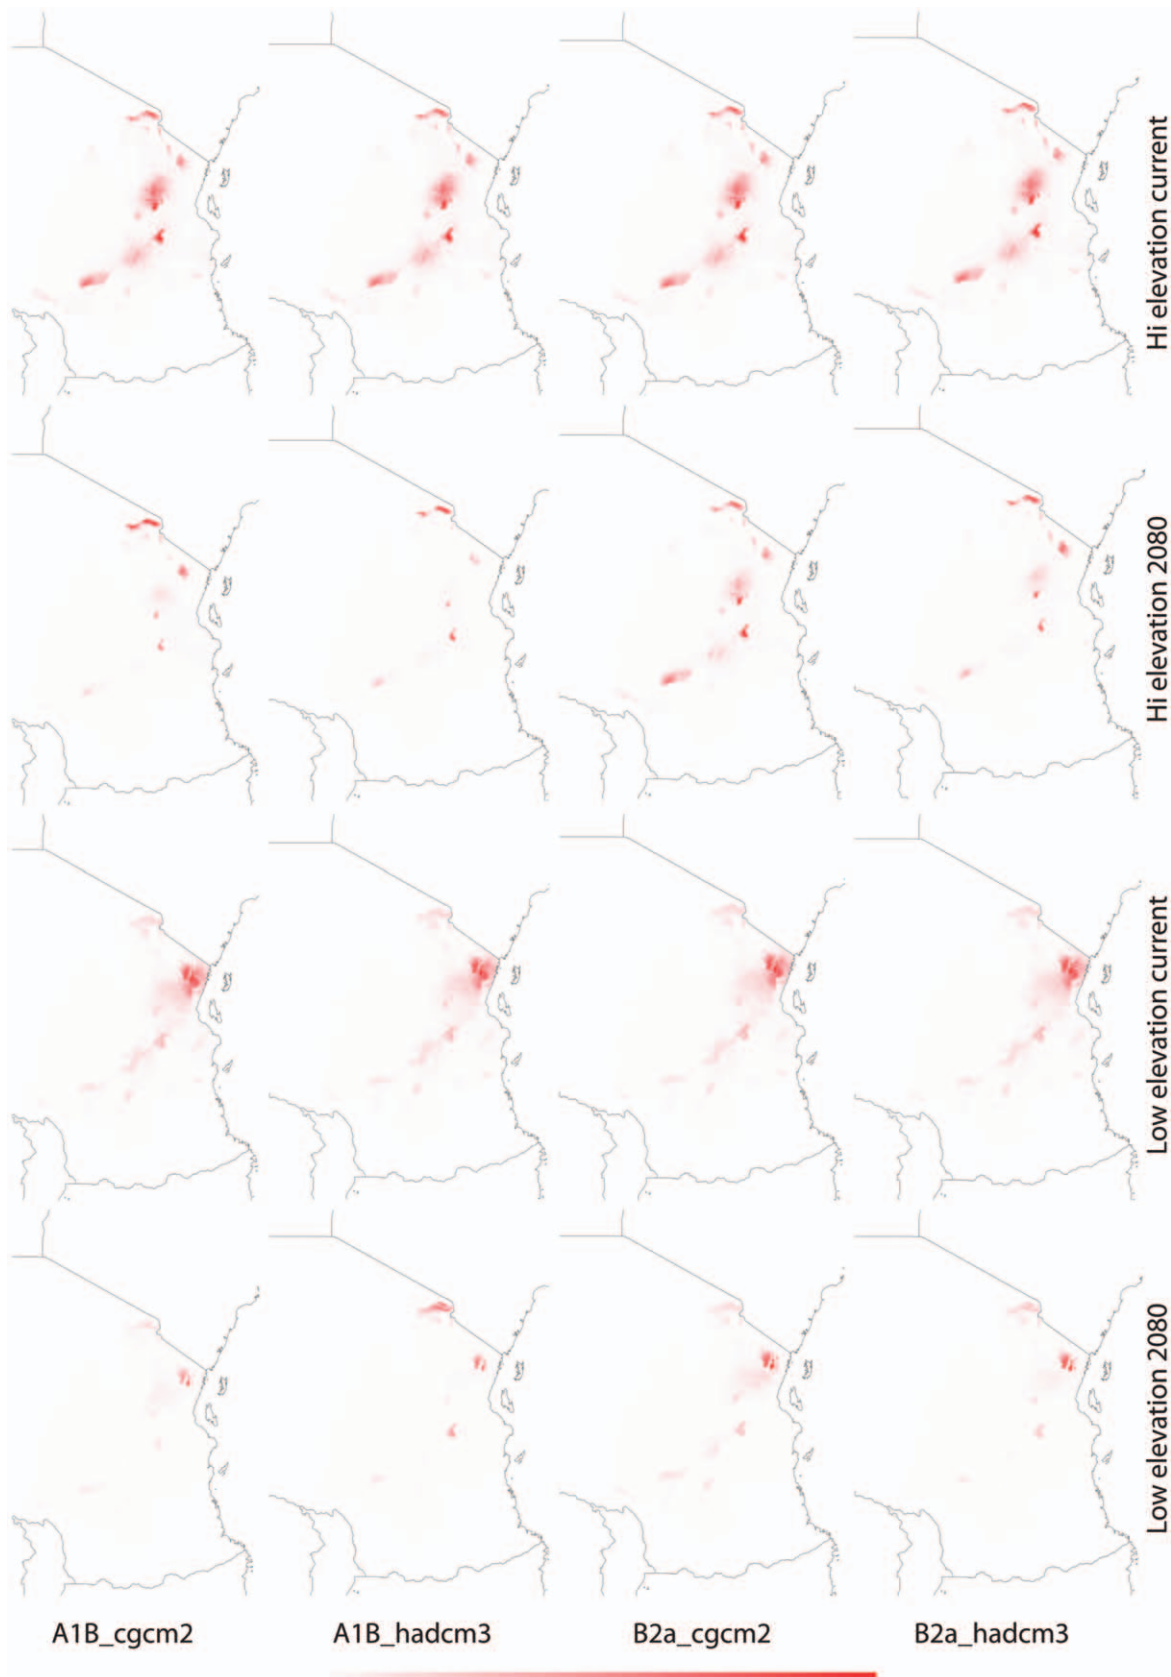 Hi elevation current
Hi elevation 2080
Low elevation current
Low elevation 2080
A1B_cgcm2
A1B_hadcm3
B2a_cgcm2
B2a_hadcm3